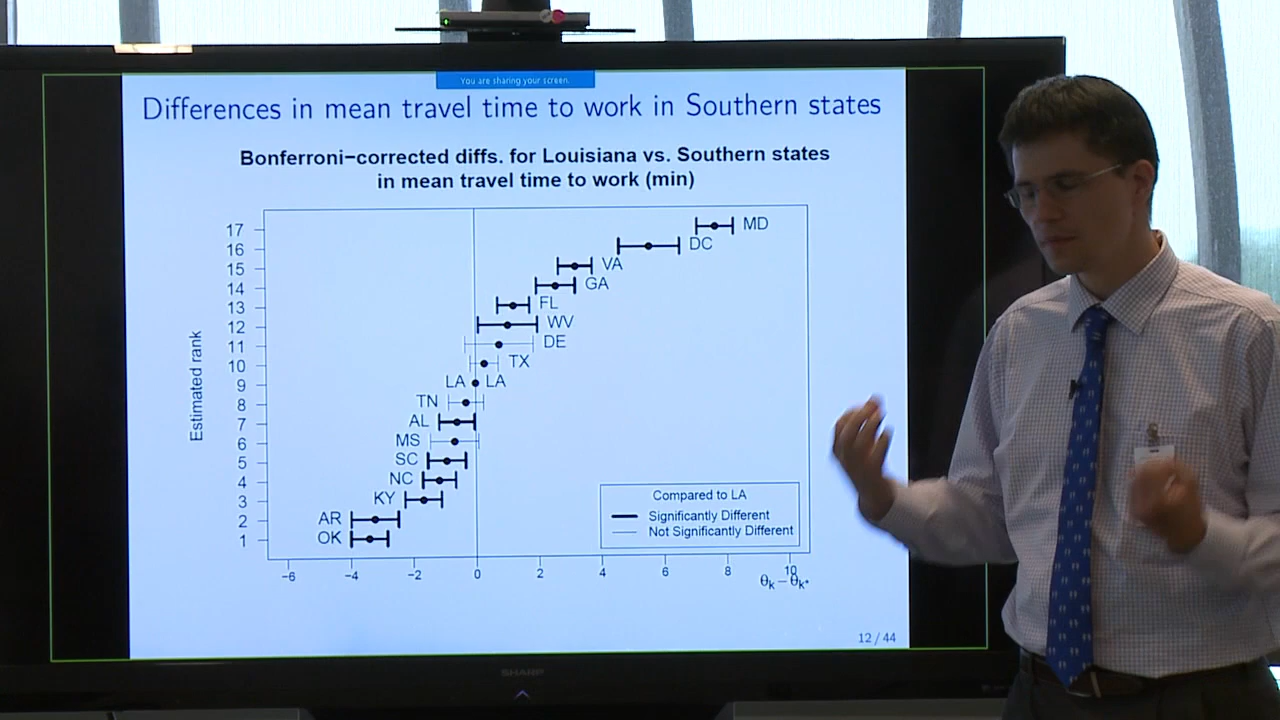 You are sharing your screen.
Differences in mean travel time to work in Southern states
Bonferroni−corrected diffs. for Louisiana vs. Southern states
in mean travel time to work (min)
Estimated rank
17 MD
16 DC
15 VA
14 GA
13 FL
12 WV
11 DE
10 TX
9 LA LA
8 TN
7 AL
6 MS
5 SC
4 NC
3 KY
2 AR
1 OK
Compared to LA
Significantly Different
Not Significantly Different
−6 −4 −2 0 2 4 6 8 10
θk − θk*
12 / 44
SHARP